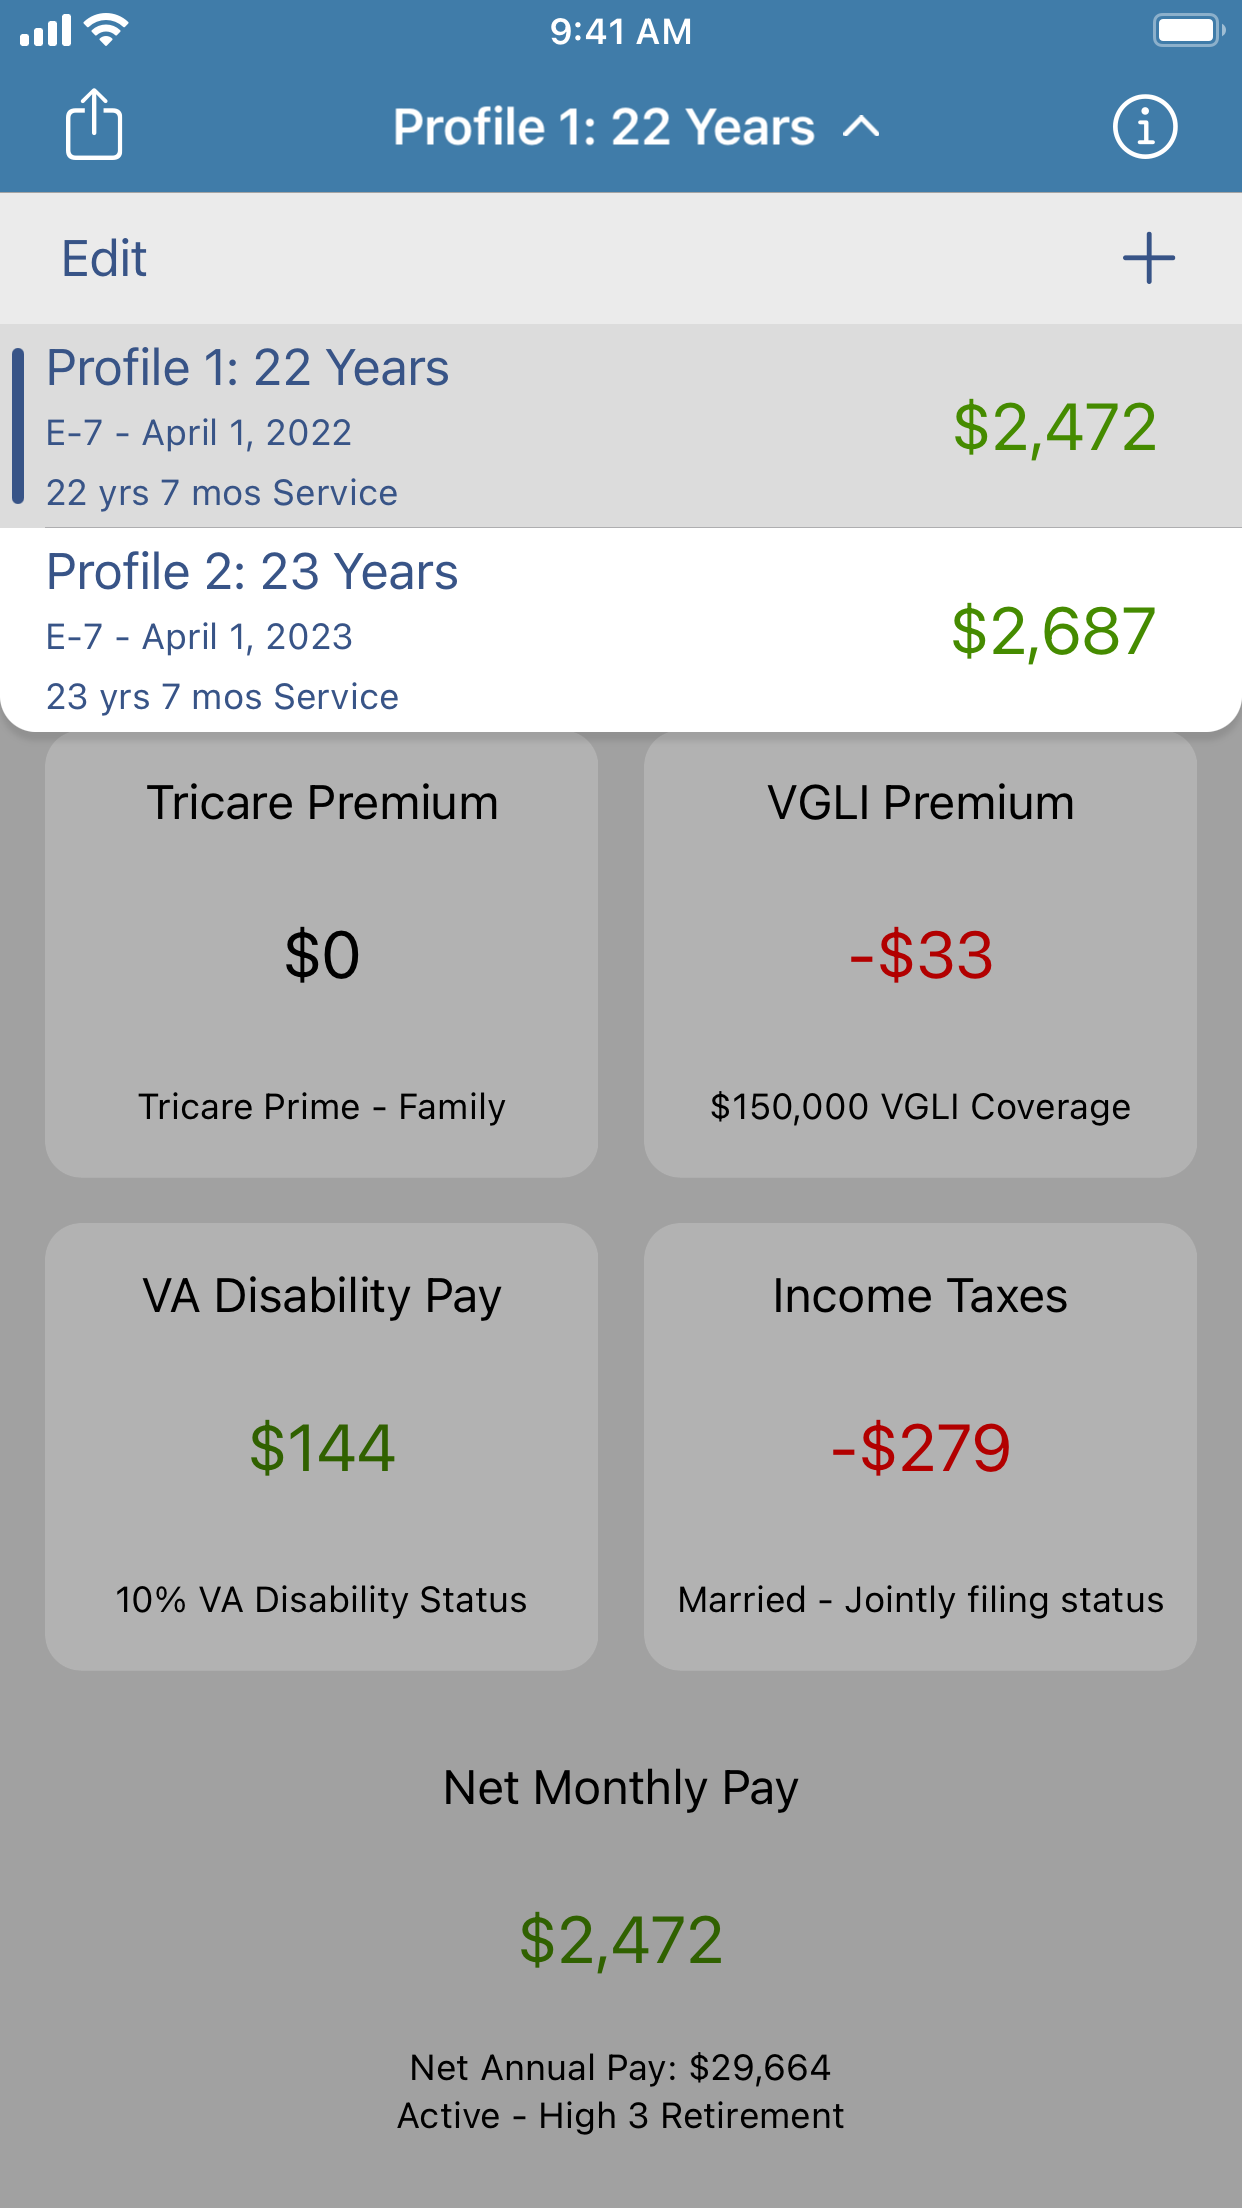 9:41 AM
Profile 1: 22 Years
Edit
Profile 1: 22 Years
E-7 - April 1, 2022
22 yrs 7 mos Service
$2,472
Profile 2: 23 Years
E-7 - April 1, 2023
23 yrs 7 mos Service
$2,687
Tricare Premium
$0
Tricare Prime - Family
VGLI Premium
-$33
$150,000 VGLI Coverage
VA Disability Pay
$144
10% VA Disability Status
Income Taxes
-$279
Married - Jointly filing status
Net Monthly Pay
$2,472
Net Annual Pay: $29,664
Active - High 3 Retirement